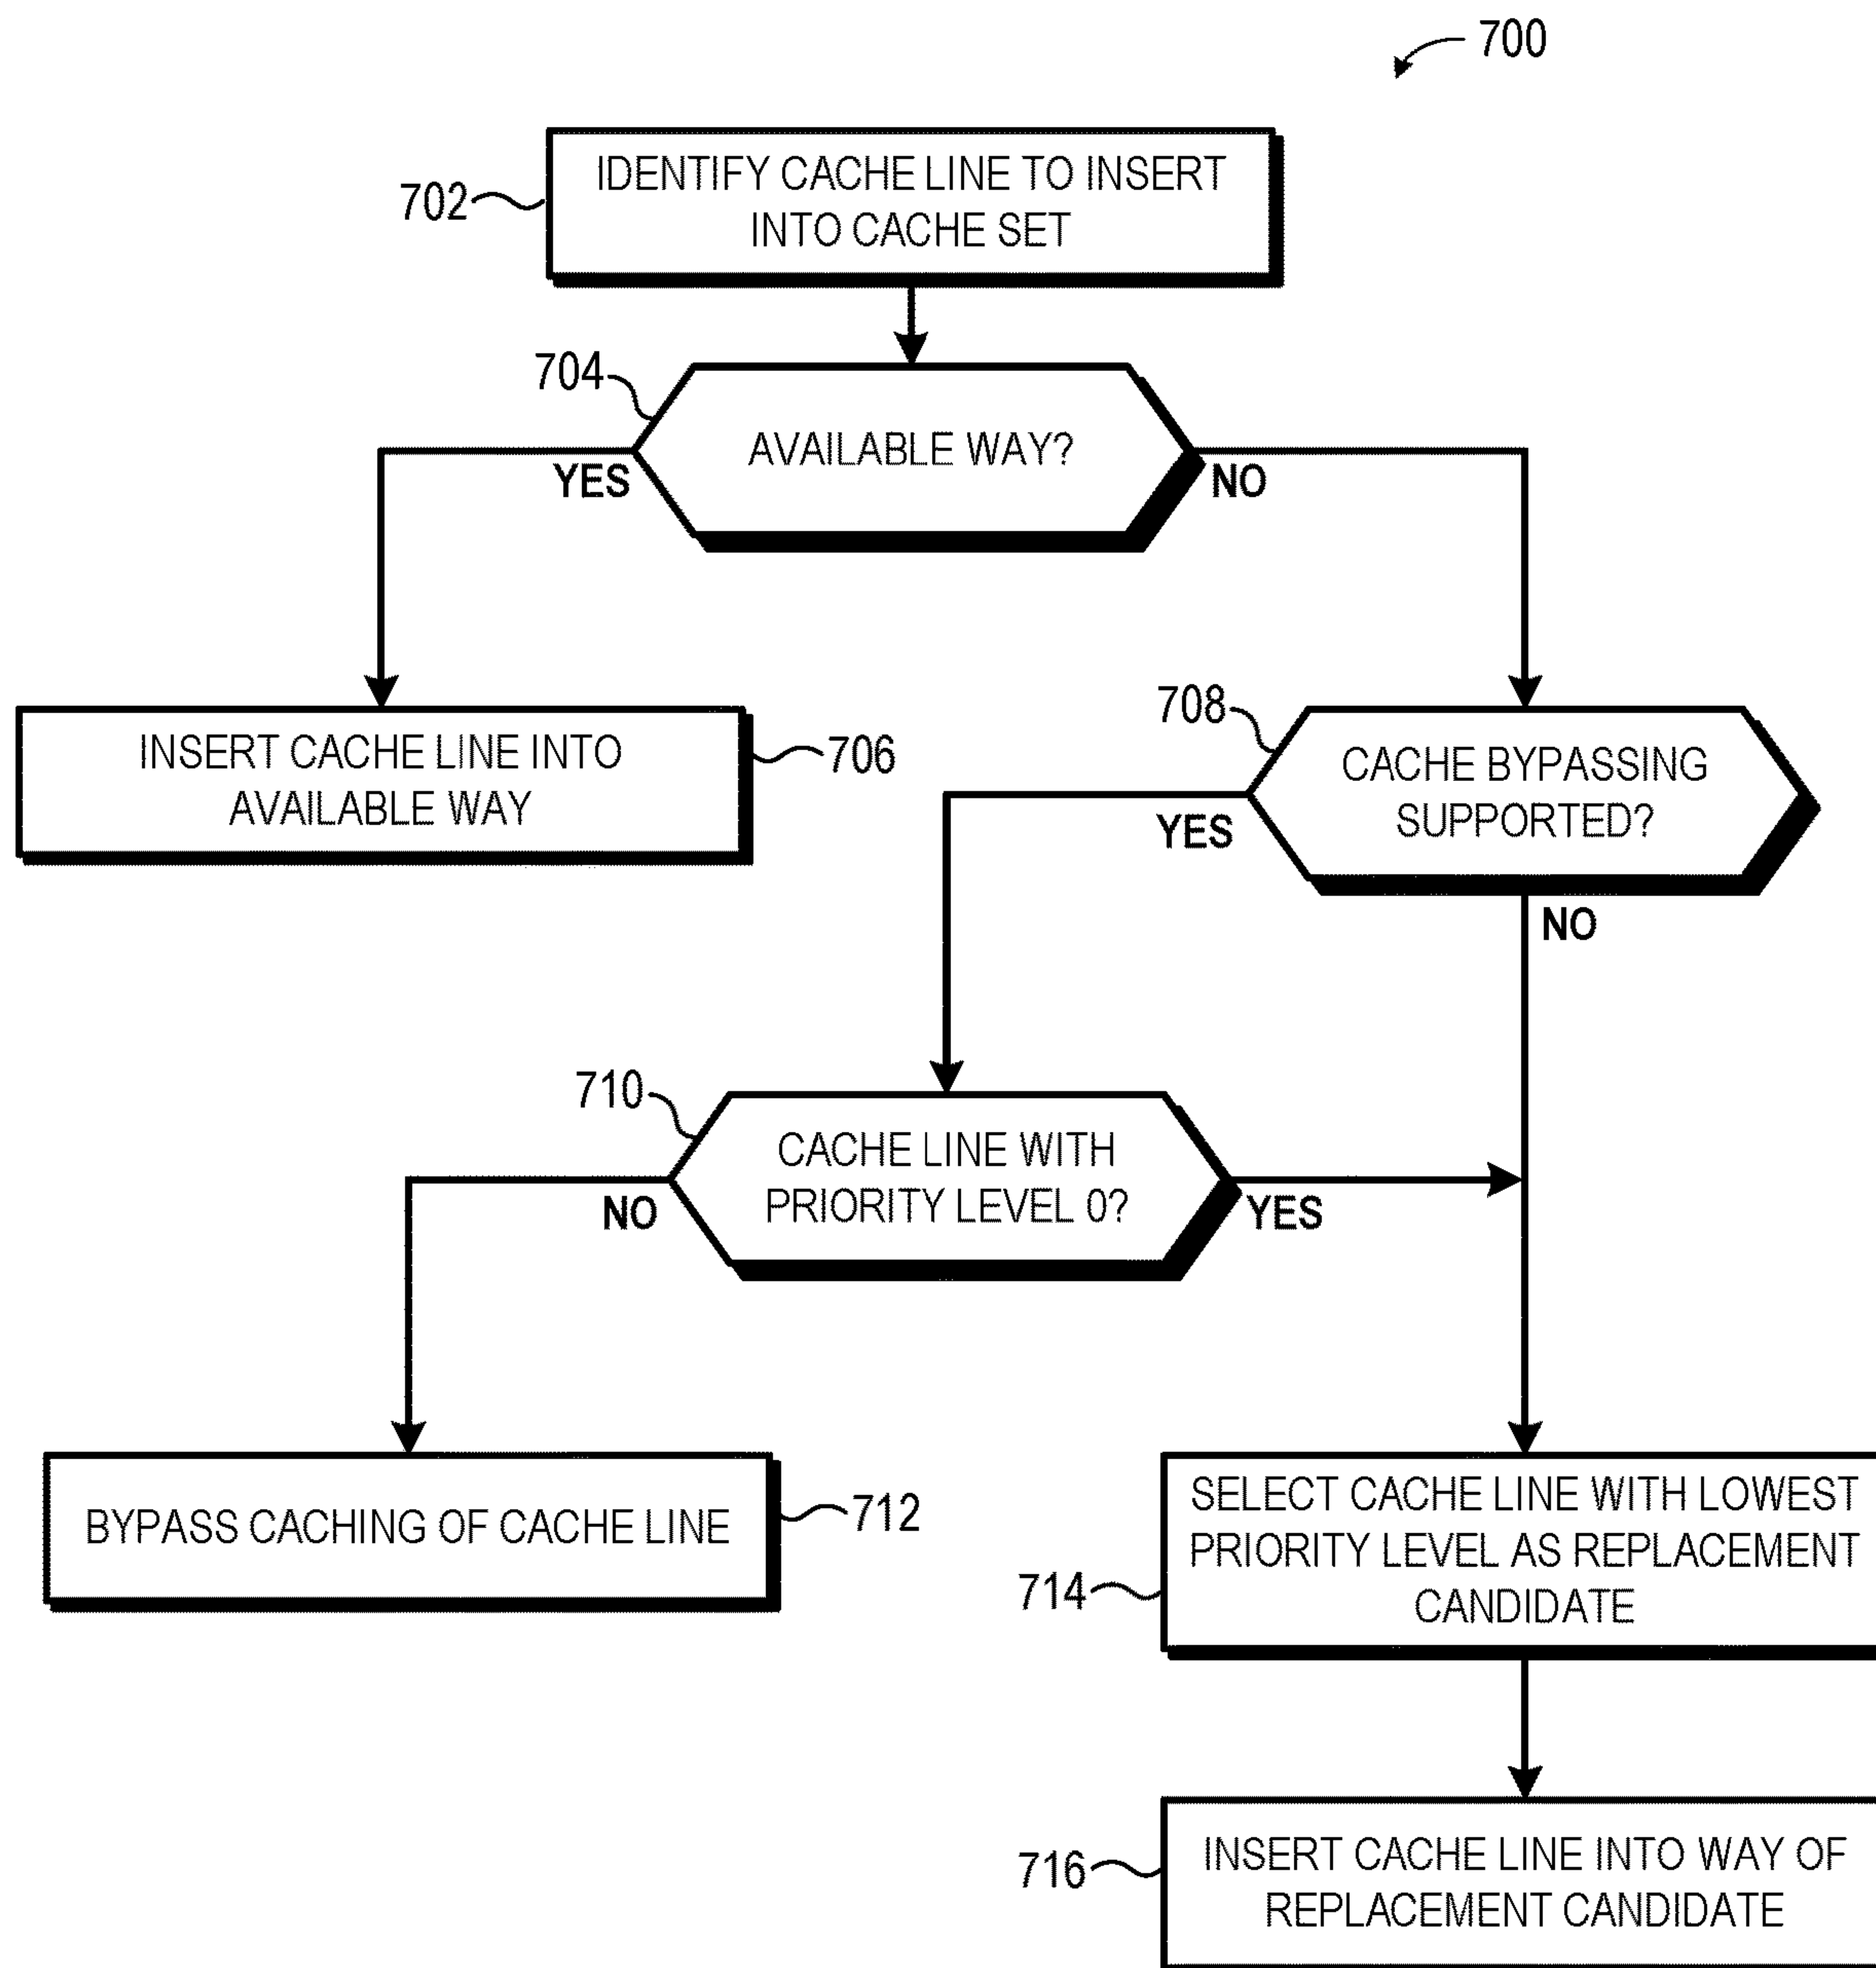 700
702
IDENTIFY CACHE LINE TO INSERT
INTO CACHE SET
704
AVAILABLE WAY?
YES
NO
INSERT CACHE LINE INTO
AVAILABLE WAY
706
708
CACHE BYPASSING
SUPPORTED?
YES
NO
710
CACHE LINE WITH
PRIORITY LEVEL 0?
NO
YES
BYPASS CACHING OF CACHE LINE
712
714
SELECT CACHE LINE WITH LOWEST
PRIORITY LEVEL AS REPLACEMENT
CANDIDATE
716
INSERT CACHE LINE INTO WAY OF
REPLACEMENT CANDIDATE